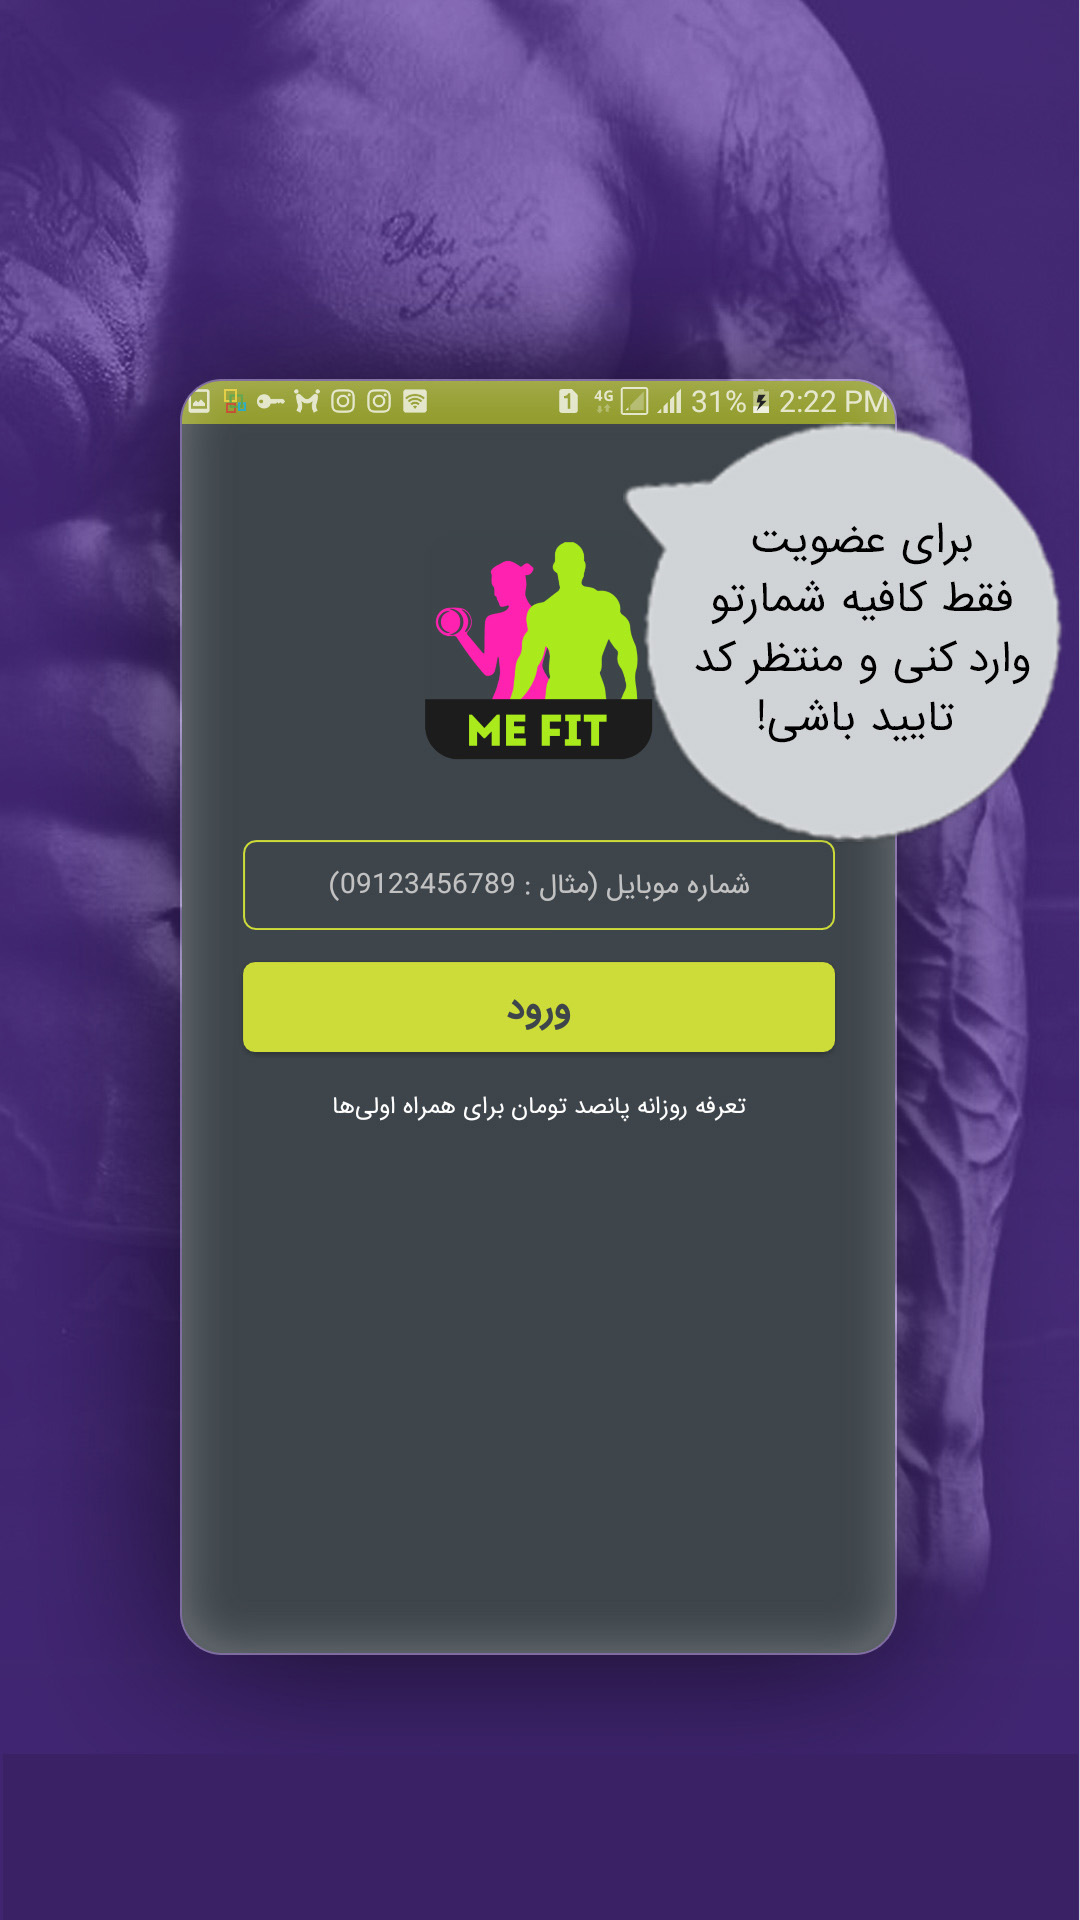 You
31% 2:22 PM
4G
1
برای عضویت
فقط کافیه شمارتو
وارد کنی و منتظر کد
تایید باشی!
ME FIT
شماره موبایل (مثال : 09123456789)
ورود
تعرفه روزانه پانصد تومان برای همراه اولی‌ها